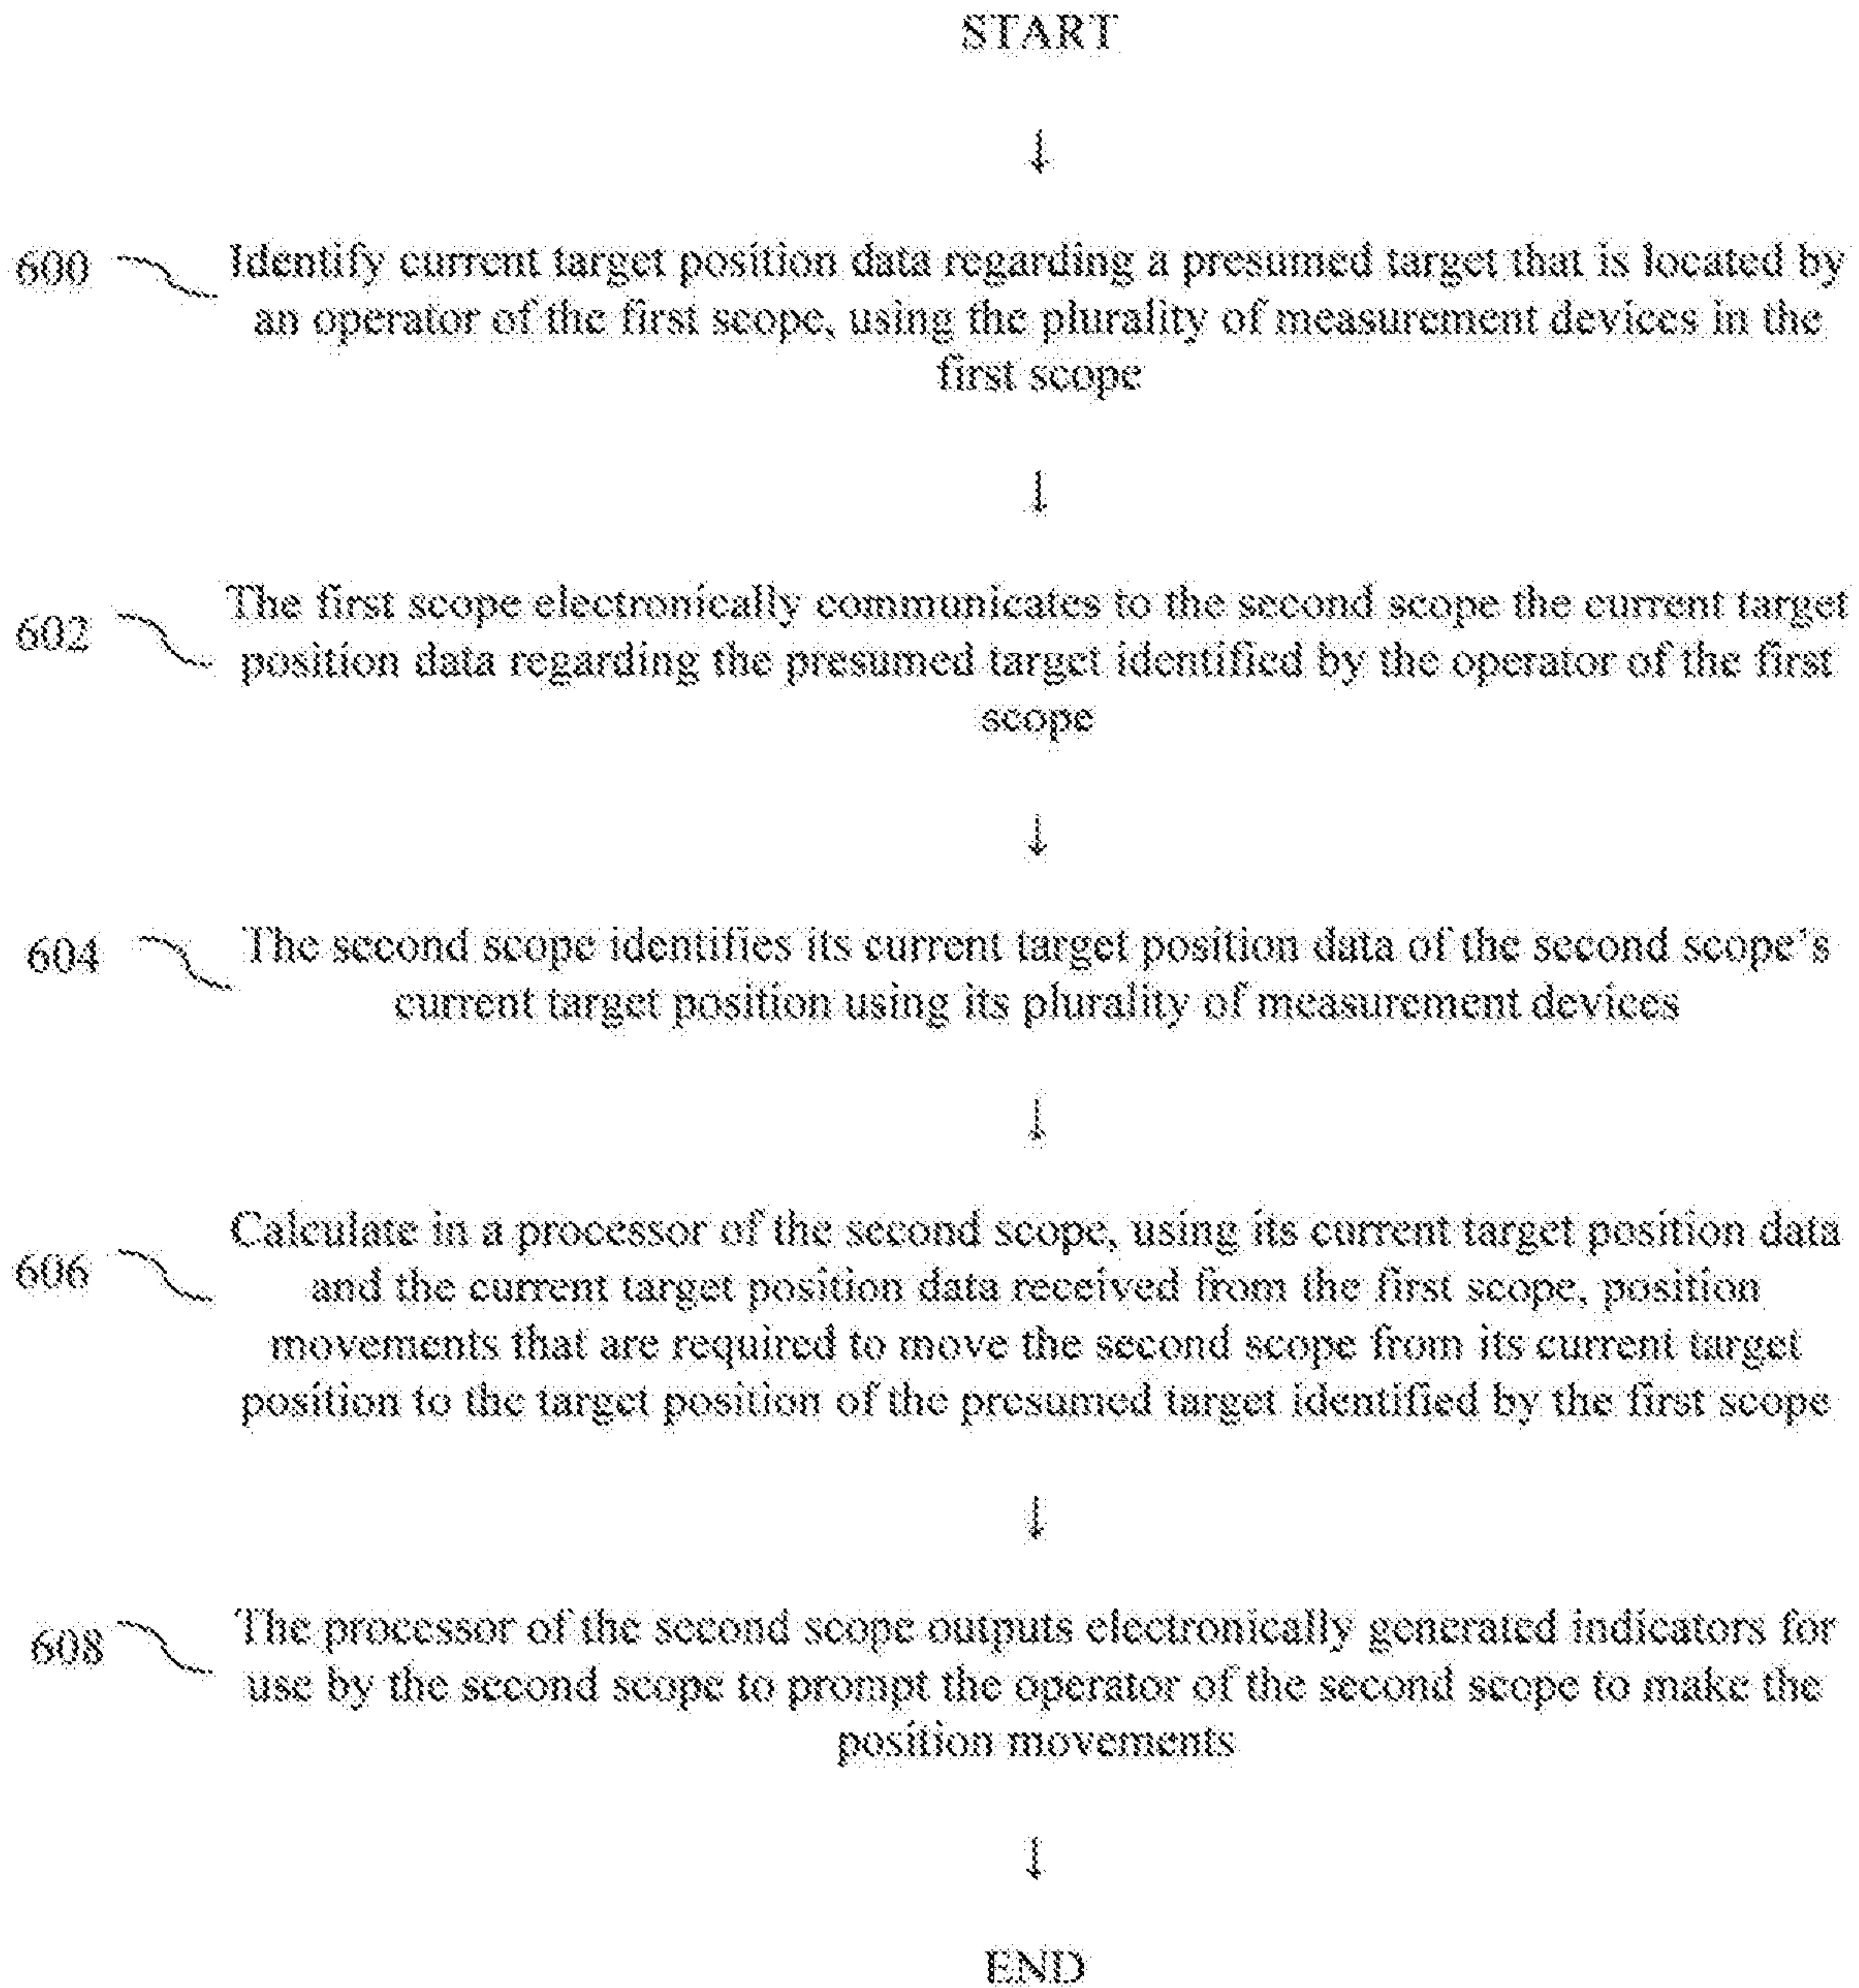 START
↓
600 Identify current target position data regarding a presumed target that is located by
an operator of the first scope, using the plurality of measurement devices in the
first scope
↓
602 The first scope electronically communicates to the second scope the current target
position data regarding the presumed target identified by the operator of the first
scope
↓
604 The second scope identifies its current target position data of the second scope's
current target position using its plurality of measurement devices
↓
606 Calculate in a processor of the second scope, using its current target position data
and the current target position data received from the first scope, position
movements that are required to move the second scope from its current target
position to the target position of the presumed target identified by the first scope
↓
608 The processor of the second scope outputs electronically generated indicators for
use by the second scope to prompt the operator of the second scope to make the
position movements
↓
END